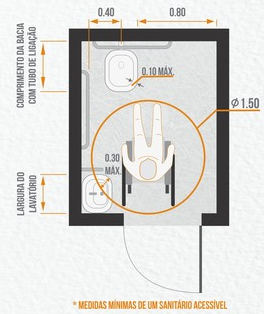 0.40 0.80
COMPRIMENTO DA BACIA
COM TUBO DE LIGAÇÃO
0.10 MÁX.
Ø 1.50
0.30
MÁX.
LARGURA DO
LAVATÓRIO
* MEDIDAS MÍNIMAS DE UM SANITÁRIO ACESSÍVEL